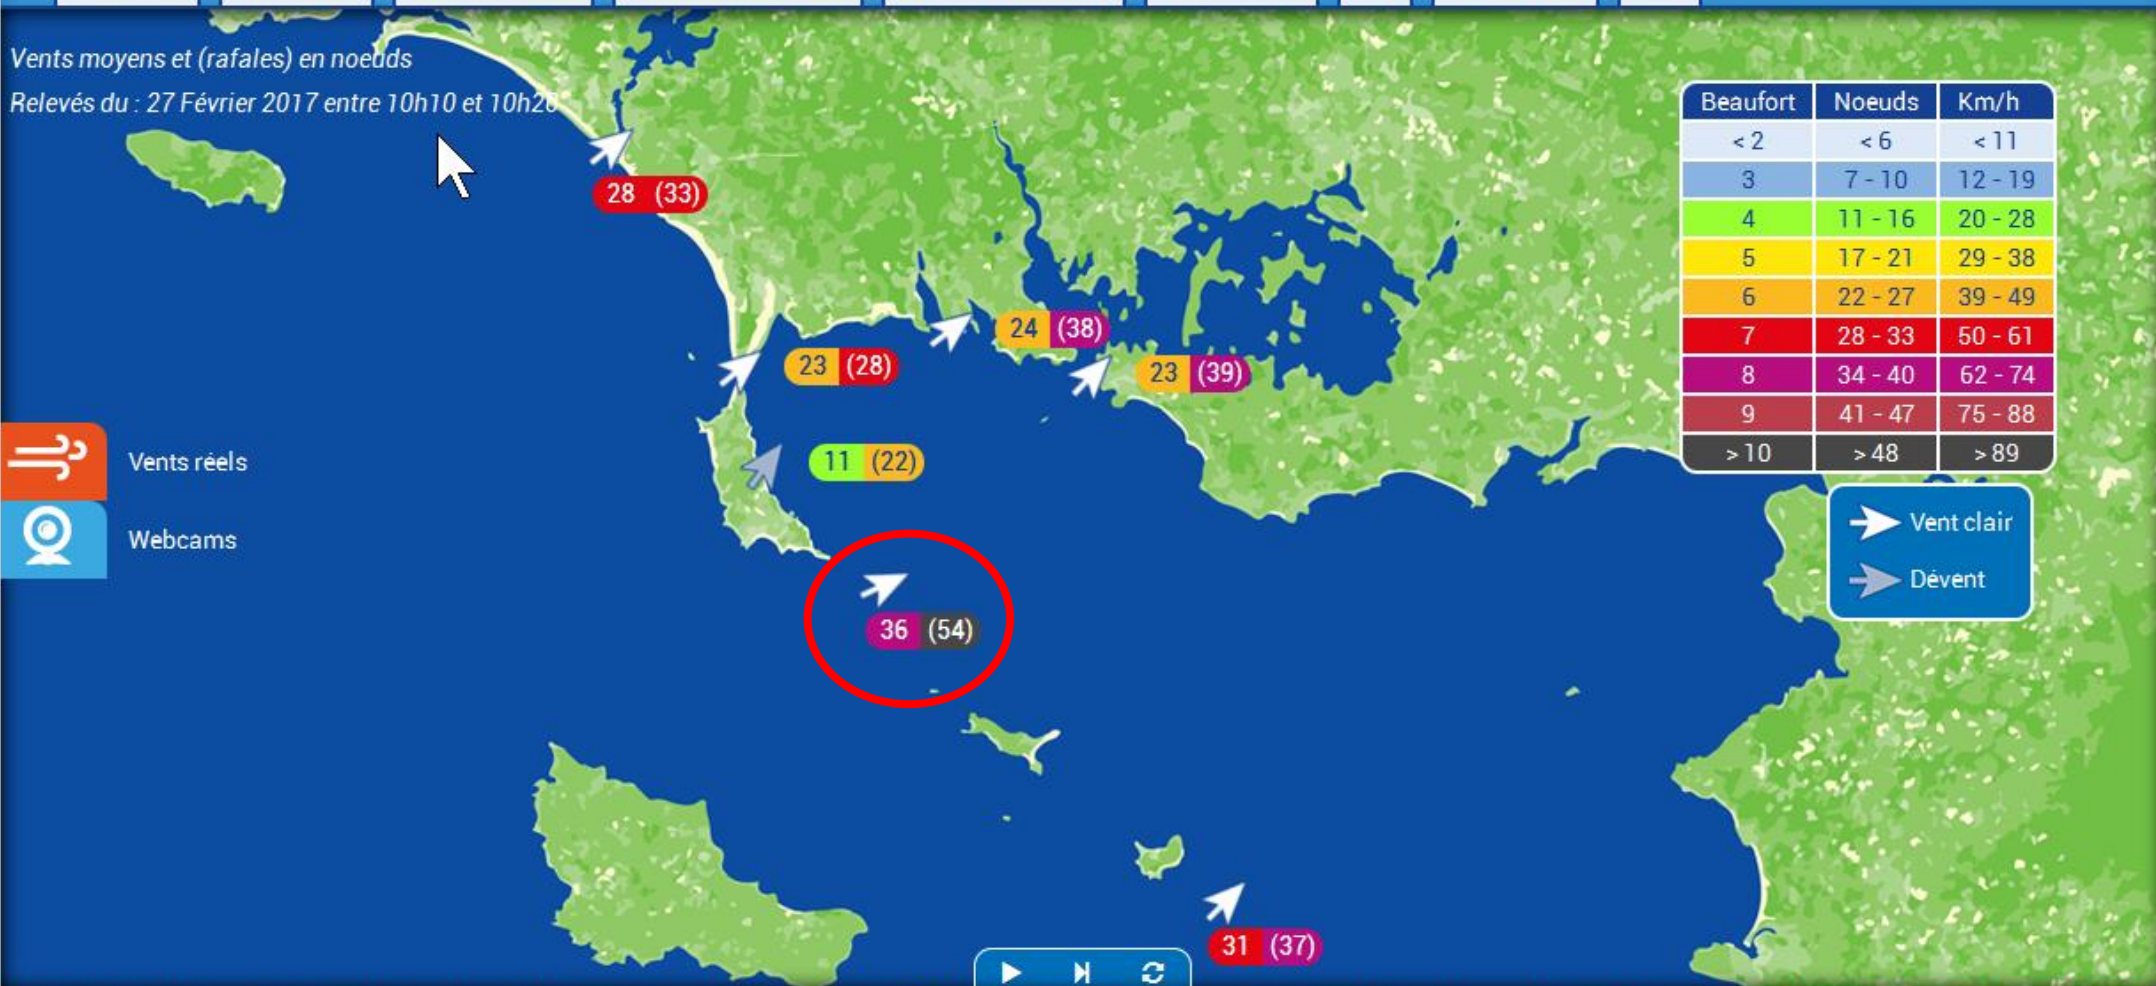 Vents moyens et (rafales) en noeuds
Relevés du : 27 Février 2017 entre 10h10 et 10h20
Beaufort Noeuds Km/h
< 2 < 6 < 11
3 7 - 10 12 - 19
4 11 - 16 20 - 28
5 17 - 21 29 - 38
6 22 - 27 39 - 49
7 28 - 33 50 - 61
8 34 - 40 62 - 74
9 41 - 47 75 - 88
> 10 > 48 > 89
28 (33)
24 (38)
23 (28)
23 (39)
11 (22)
Vents réels
Webcams
Vent clair
Dévent
36 (54)
31 (37)